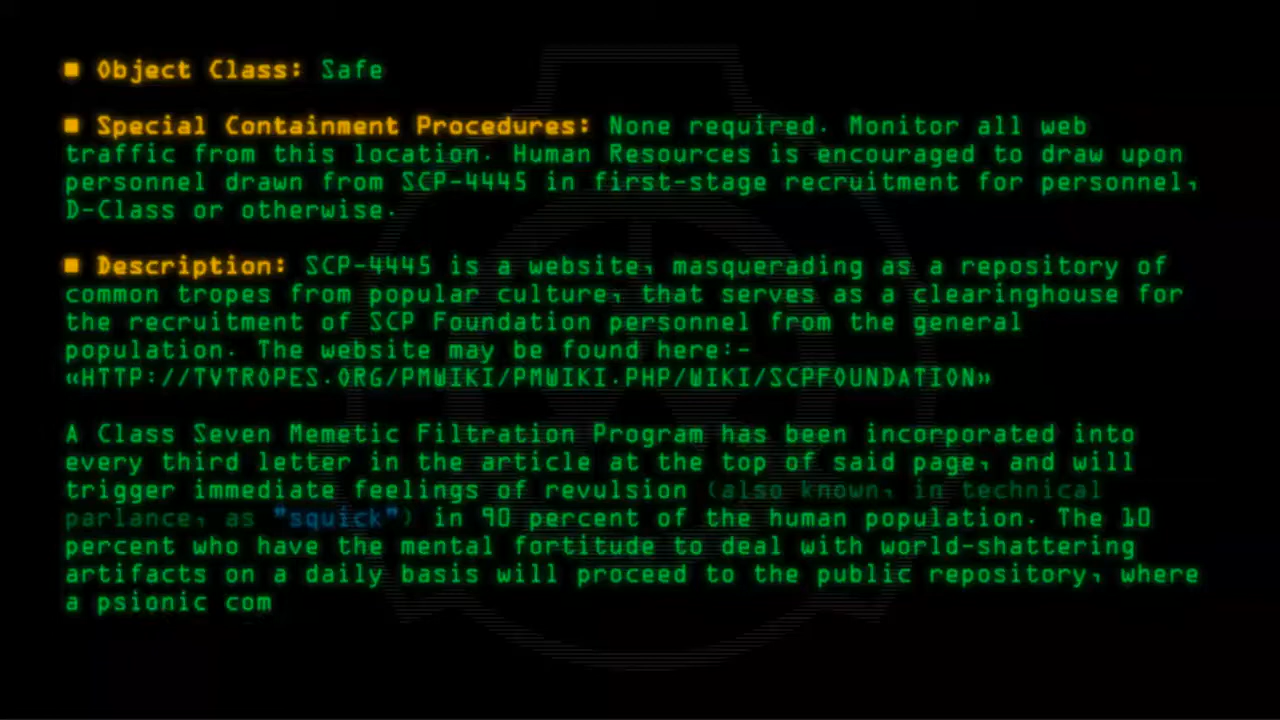 ■ Object Class: Safe
■ Special Containment Procedures: None required. Monitor all web
traffic from this location. Human Resources is encouraged to draw upon
personnel drawn from SCP-4445 in first-stage recruitment for personnel,
D-Class or otherwise.
■ Description: SCP-4445 is a website, masquerading as a repository of
common tropes from popular culture, that serves as a clearinghouse for
the recruitment of SCP Foundation personnel from the general
population. The website may be found here:-
«HTTP://TVTROPES.ORG/PMWIKI/PMWIKI.PHP/WIKI/SCPFOUNDATION»
A Class Seven Memetic Filtration Program has been incorporated into
every third letter in the article at the top of said page, and will
trigger immediate feelings of revulsion (also known, in technical
parlance, as "squick") in 90 percent of the human population. The 10
percent who have the mental fortitude to deal with world-shattering
artifacts on a daily basis will proceed to the public repository, where
a psionic com